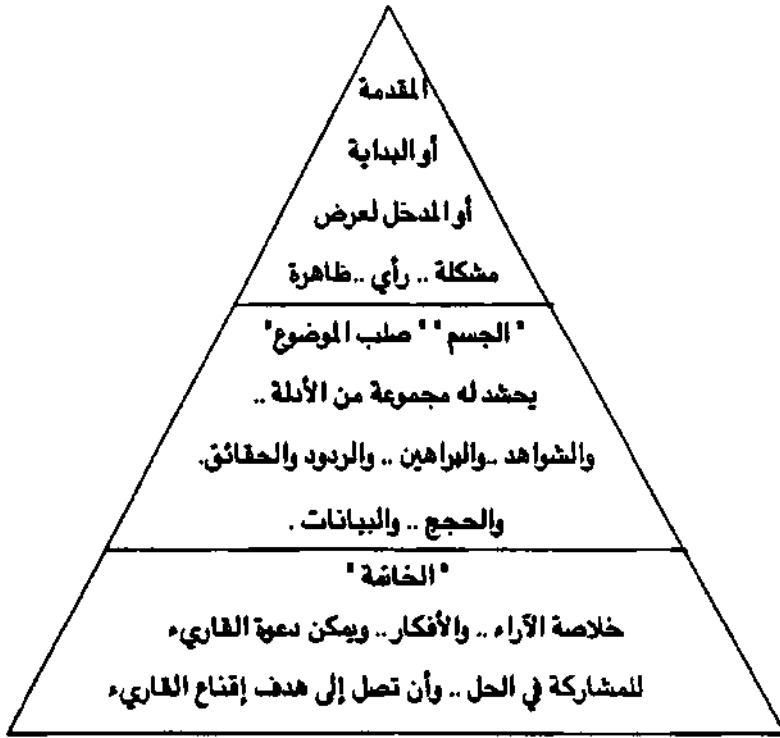 المقدمة
أو البداية
أو المدخل لعرض
مشكلة .. رأي ..ظاهرة
" الجسم " " صلب الموضوع"
يحشد له مجموعة من الأدلة ..
والشواهد ..والبراهين .. والردود والحقائق.
والحجج .. والبيانات .
" الخاتمة "
خلاصة الآراء .. والأفكار .. ويمكن دعوة القاريء
للمشاركة في الحل .. وأن تصل إلى هدف إقناع القاريء